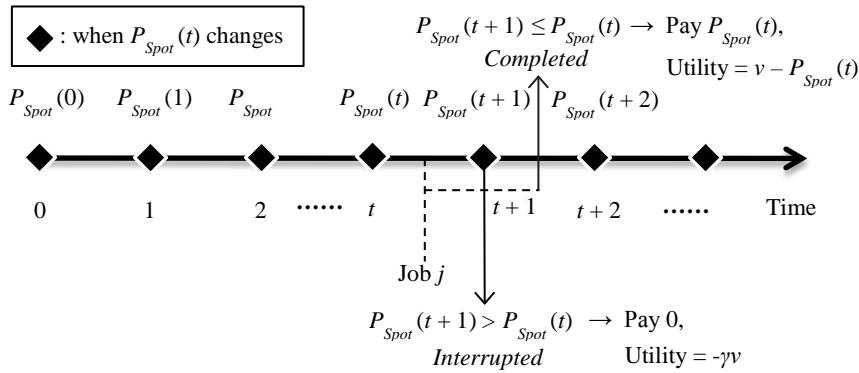 ◆ : when P_Spot(t) changes
P_Spot(t+1) ≤ P_Spot(t) → Pay P_Spot(t),
Completed Utility = v – P_Spot(t)
P_Spot(0) P_Spot(1) P_Spot P_Spot(t) P_Spot(t+1) P_Spot(t+2)
0 1 2 ...... t t + 1 t + 2 ...... Time
Job j
P_Spot(t+1) > P_Spot(t) → Pay 0,
Interrupted Utility = -γv